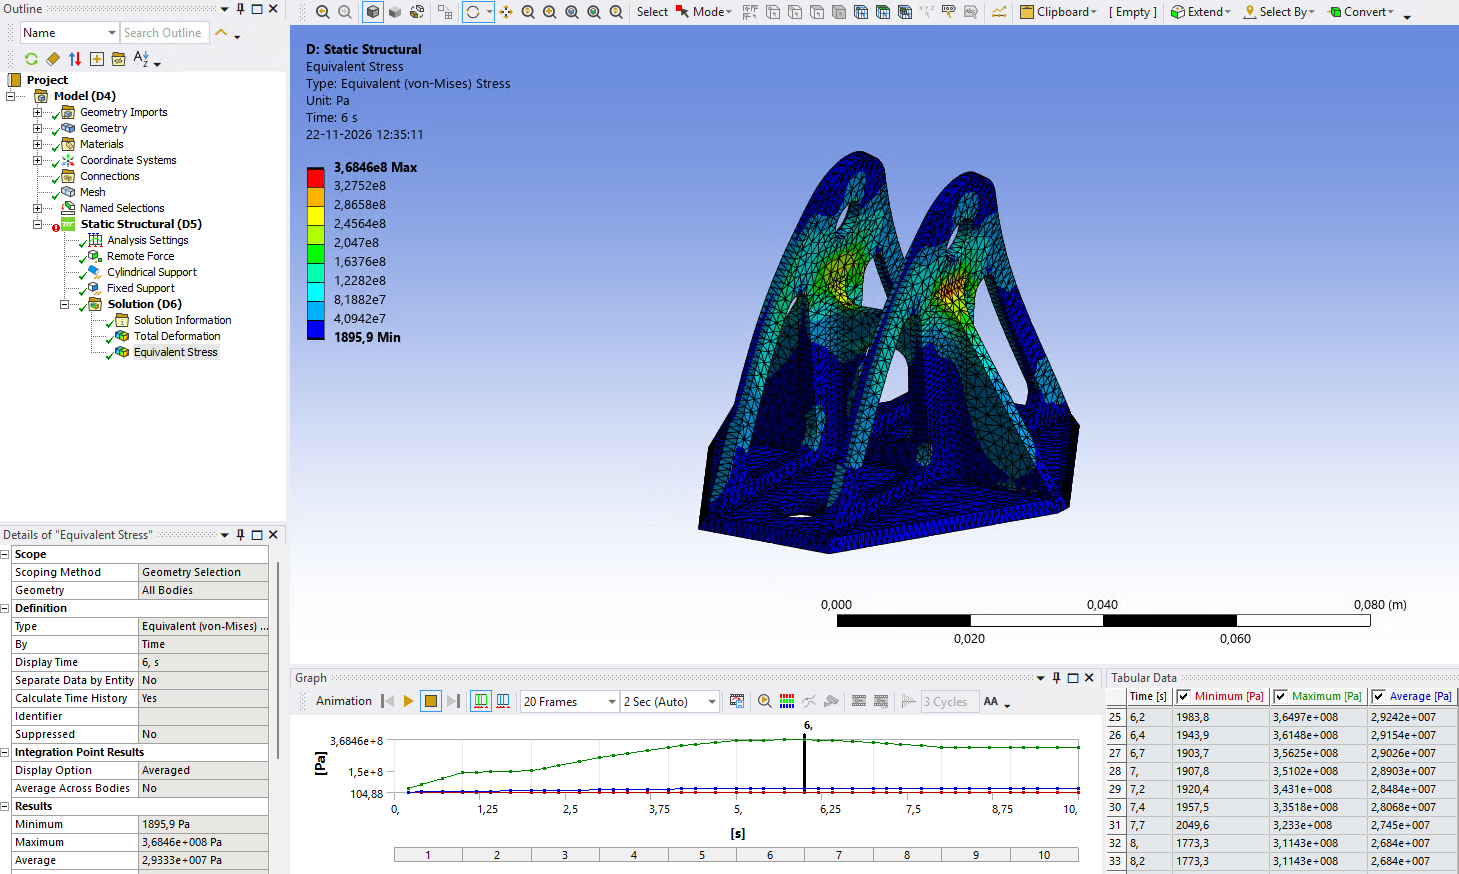 Outline
Name
Search Outline
Project
Model (D4)
Geometry Imports
Geometry
Materials
Coordinate Systems
Connections
Mesh
Named Selections
Static Structural (D5)
Analysis Settings
Remote Force
Cylindrical Support
Fixed Support
Solution (D6)
Solution Information
Total Deformation
Equivalent Stress
Details of "Equivalent Stress"
Scope
Scoping Method Geometry Selection
Geometry All Bodies
Definition
Type Equivalent (von-Mises) ...
By Time
Display Time 6, s
Separate Data by Entity No
Calculate Time History Yes
Identifier
Suppressed No
Integration Point Results
Display Option Averaged
Average Across Bodies No
Results
Minimum 1895,9 Pa
Maximum 3,6846e+008 Pa
Average 2,9333e+007 Pa
Select Mode Clipboard [ Empty ] Extend Select By Convert
D: Static Structural
Equivalent Stress
Type: Equivalent (von-Mises) Stress
Unit: Pa
Time: 6 s
22-11-2026 12:35:11
3,6846e8 Max
3,2752e8
2,8658e8
2,4564e8
2,047e8
1,6376e8
1,2282e8
8,1882e7
4,0942e7
1895,9 Min
0,000 0,040 0,080 (m)
0,020 0,060
Graph
Animation 20 Frames 2 Sec (Auto) 3 Cycles AA
6,
3,6846e+8
1,5e+8
104,88
[Pa]
0, 1,25 2,5 3,75 5, 6,25 7,5 8,75 10,
[s]
1 2 3 4 5 6 7 8 9 10
Tabular Data
Time [s] Minimum [Pa] Maximum [Pa] Average [Pa]
25 6,2 1983,8 3,6497e+008 2,9242e+007
26 6,4 1943,9 3,6148e+008 2,9154e+007
27 6,7 1903,7 3,5625e+008 2,9026e+007
28 7, 1907,8 3,5102e+008 2,8903e+007
29 7,2 1920,4 3,431e+008 2,8484e+007
30 7,4 1957,5 3,3518e+008 2,8068e+007
31 7,7 2049,6 3,233e+008 2,745e+007
32 8, 1773,3 3,1143e+008 2,684e+007
33 8,2 1773,3 3,1143e+008 2,684e+007